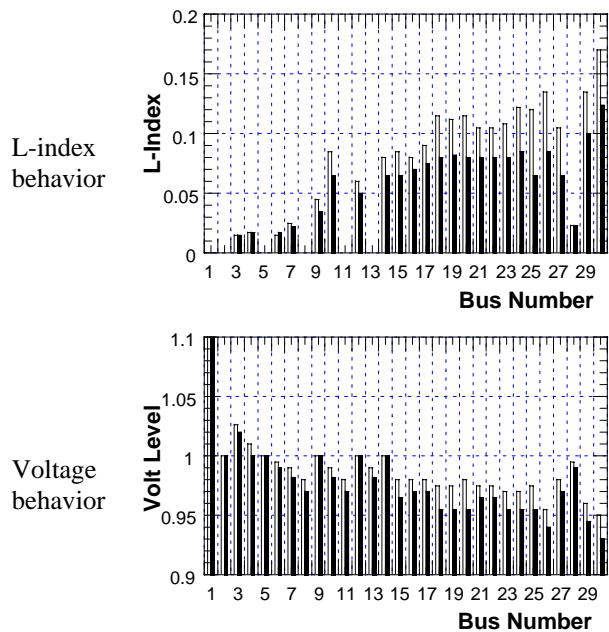 L-index
behavior
L-Index
0.2
0.15
0.1
0.05
0
1 3 5 7 9 11 13 15 17 19 21 23 25 27 29
Bus Number
Voltage
behavior
Volt Level
1.1
1.05
1
0.95
0.9
1 3 5 7 9 11 13 15 17 19 21 23 25 27 29
Bus Number